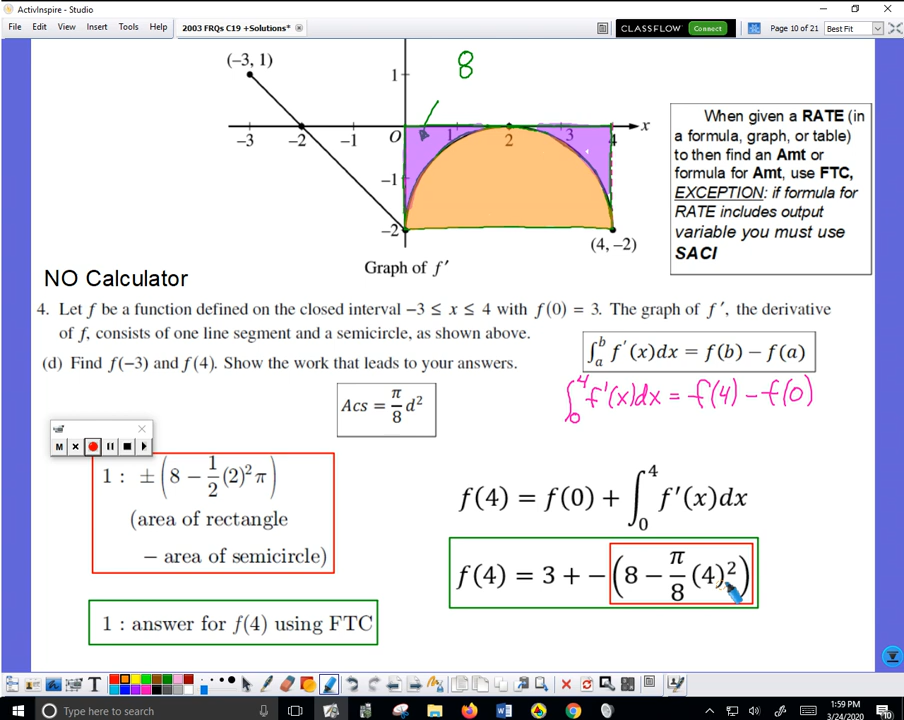 ActivInspire - Studio
File Edit View Insert Tools Help 2003 FRQs C19 +Solutions* CLASSFLOW Connect Page 10 of 21 Best Fit
(−3, 1)
1
8
−3 −2 −1 O 1 2 3 4 x
−1
−2
(4, −2)
Graph of f′
When given a RATE (in
a formula, graph, or table)
to then find an Amt or
formula for Amt, use FTC,
EXCEPTION: if formula for
RATE includes output
variable you must use
SACI
NO Calculator
4. Let f be a function defined on the closed interval −3 ≤ x ≤ 4 with f(0) = 3. The graph of f′, the derivative
of f, consists of one line segment and a semicircle, as shown above.
(d) Find f(−3) and f(4). Show the work that leads to your answers.
∫ₐᵇ f′(x)dx = f(b) − f(a)
∫₀⁴ f′(x)dx = f(4) − f(0)
Acs = π/8 d²
M
1 : ± (8 − 1/2 (2)² π)
(area of rectangle
− area of semicircle)
1 : answer for f(4) using FTC
f(4) = f(0) + ∫₀⁴ f′(x)dx
f(4) = 3 + −(8 − π/8 (4)²)
Type here to search
1:59 PM
3/24/2020